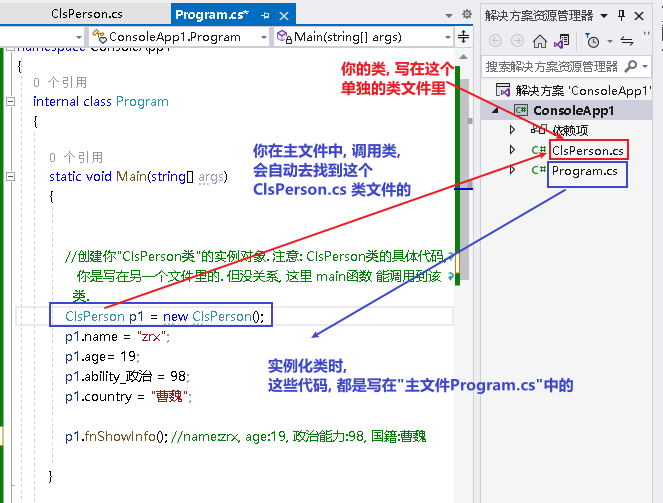 ClsPerson.cs
Program.cs*
解决方案资源管理器
ConsoleApp1.Program
Main(string[] args)
搜索解决方案资源管理器
namespace ConsoleApp1
{
0 个引用
internal class Program
{
0 个引用
static void Main(string[] args)
{
//创建你"ClsPerson类"的实例对象. 注意: ClsPerson类的具体代码,
你是写在另一个文件里的. 但没关系, 这里 main函数 能调用到该
类.
ClsPerson p1 = new ClsPerson();
p1.name = "zrx";
p1.age= 19;
p1.ability_政治 = 98;
p1.country = "曹魏";
p1.fnShowInfo(); //name:zrx, age:19, 政治能力:98, 国籍:曹魏
}
你的类, 写在这个
单独的类文件里
你在主文件中, 调用类,
会自动去找到这个
ClsPerson.cs 类文件的
实例化类时,
这些代码, 都是写在"主文件Program.cs"中的
解决方案 'ConsoleApp1'
C# ConsoleApp1
依赖项
C# ClsPerson.cs
C# Program.cs